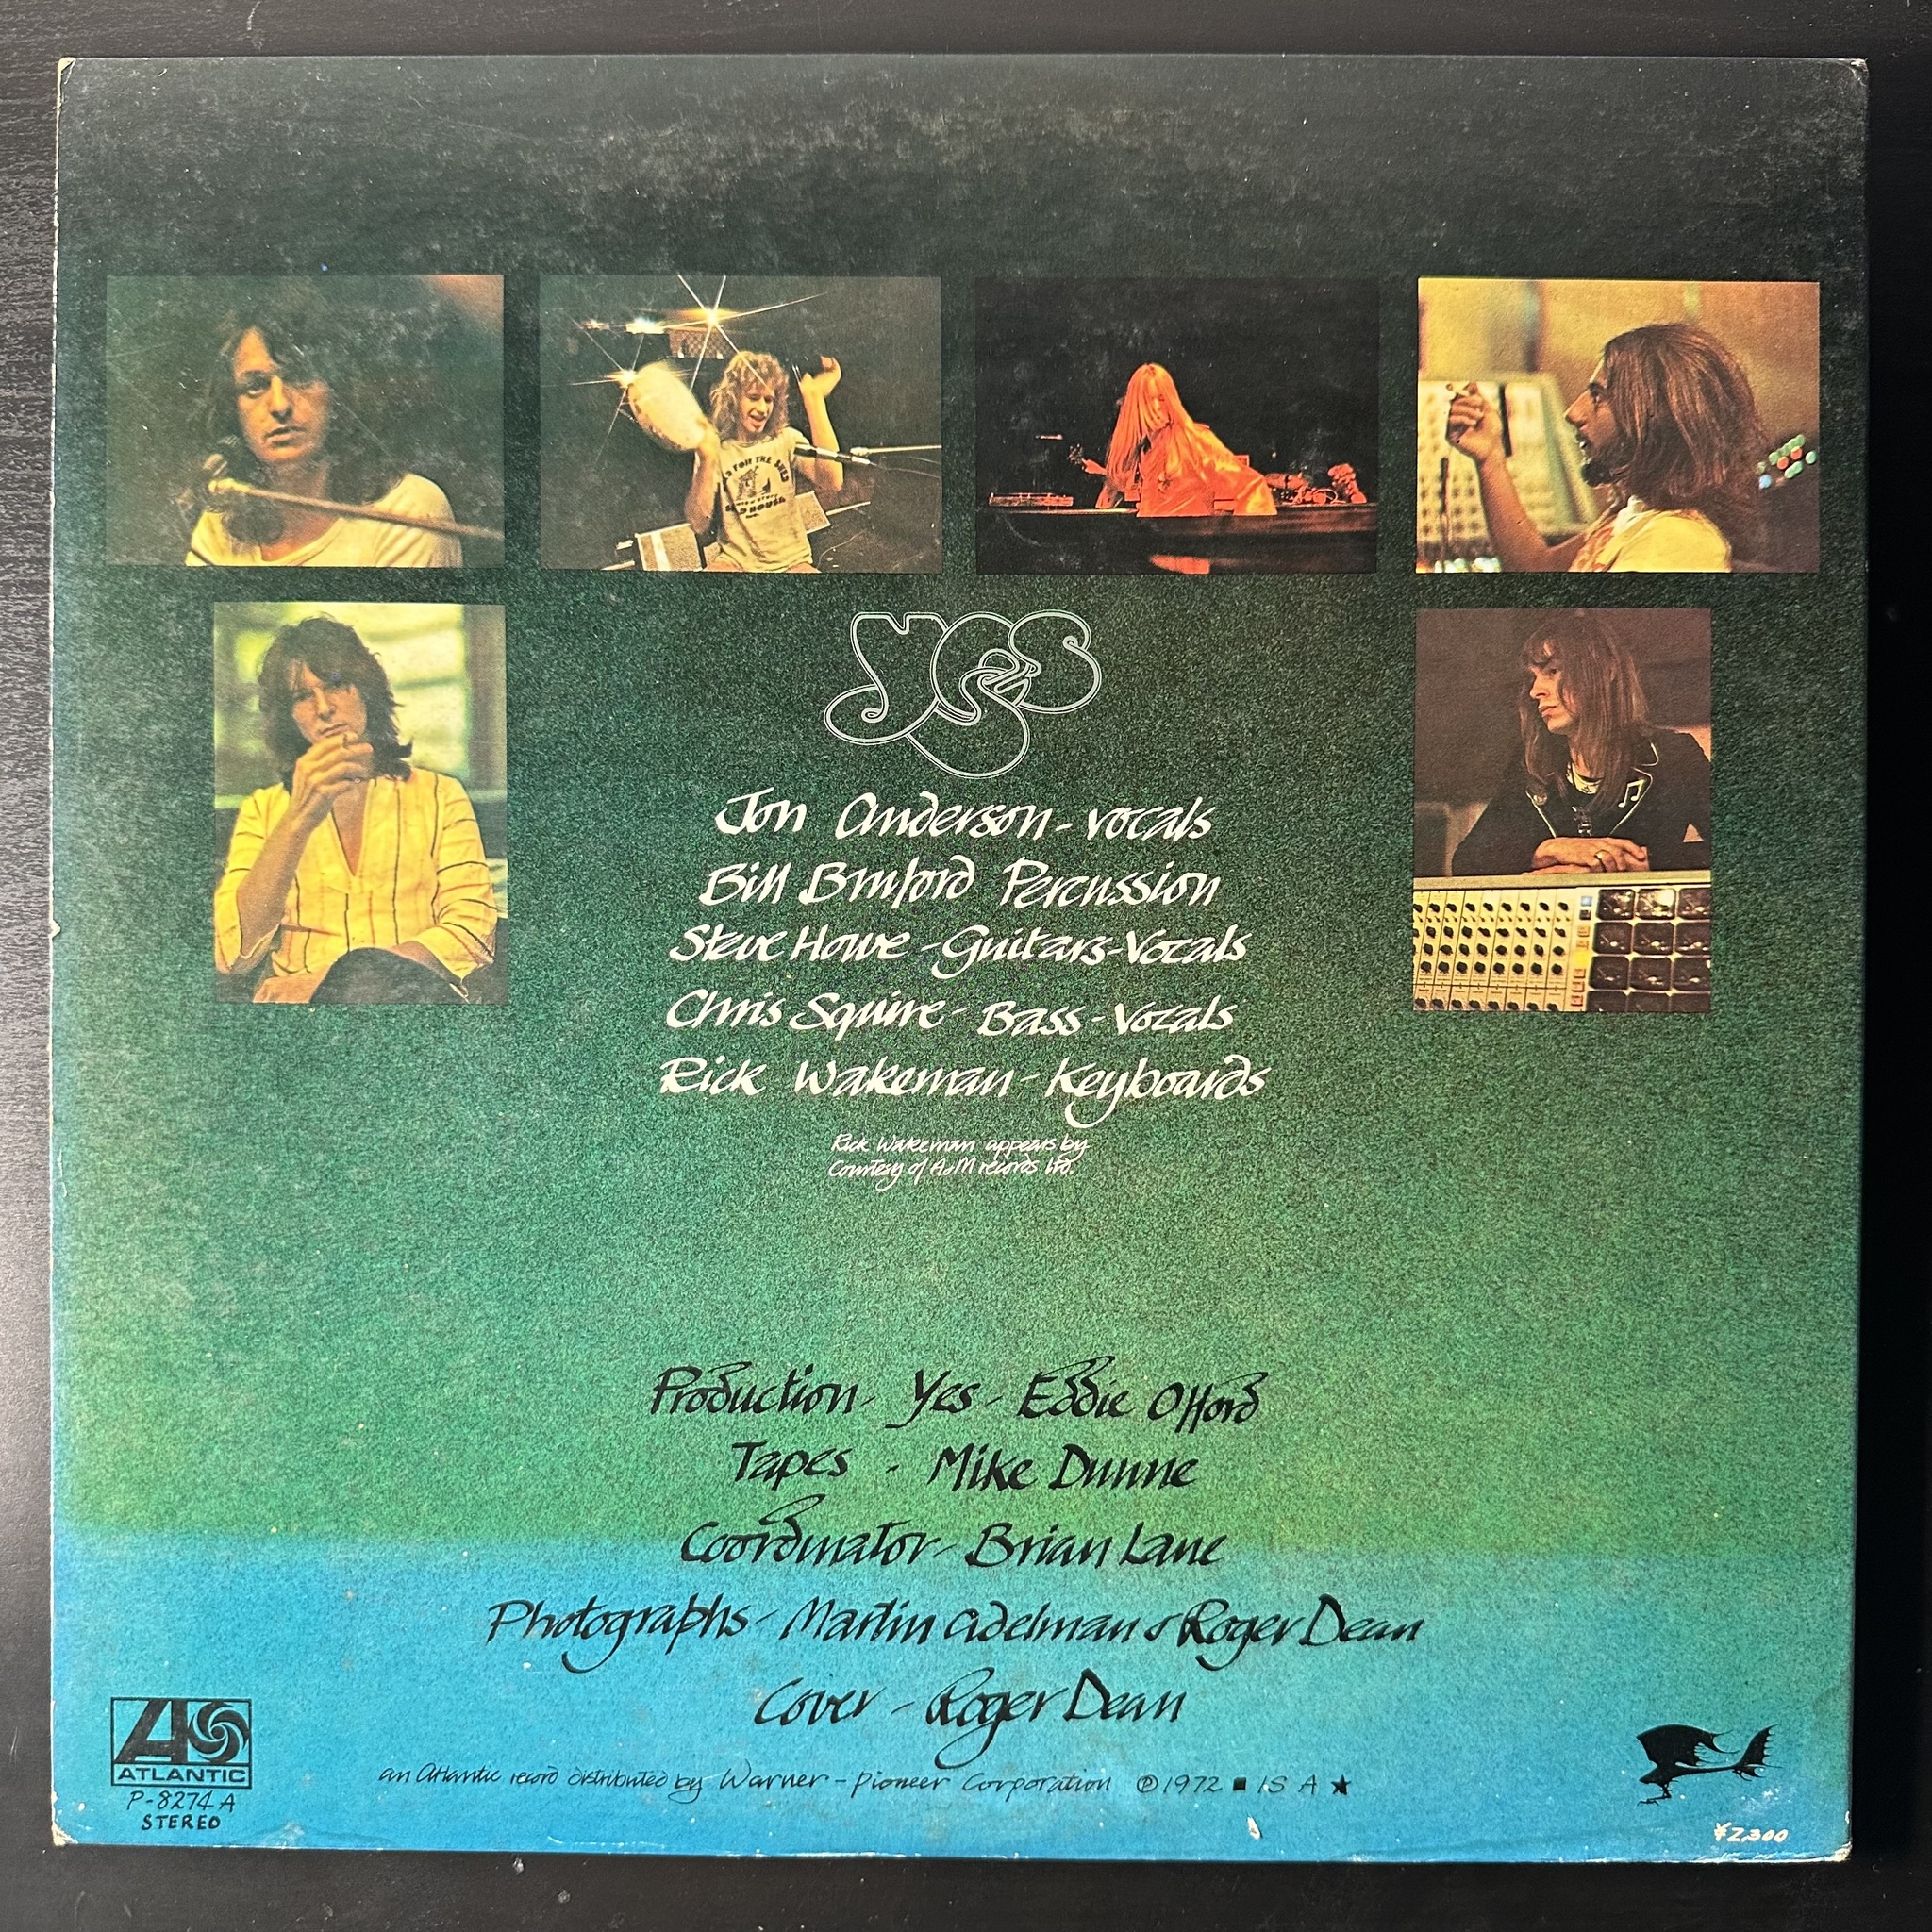 yes
Jon Anderson - vocals
Bill Bruford Percussion
Steve Howe - Guitars - Vocals
Chris Squire - Bass - Vocals
Rick Wakeman - Keyboards
Rick Wakeman appears by
Courtesy of A&M records ltd.
Production - Yes - Eddie Offord
Tapes - Mike Dunne
Coordinator - Brian Lane
Photographs - Martin Adelman & Roger Dean
Cover - Roger Dean
ATLANTIC
P-8274A
STEREO
an Atlantic record distributed by Warner - Pioneer Corporation ℗1972 ■ IS A ★
¥2,300